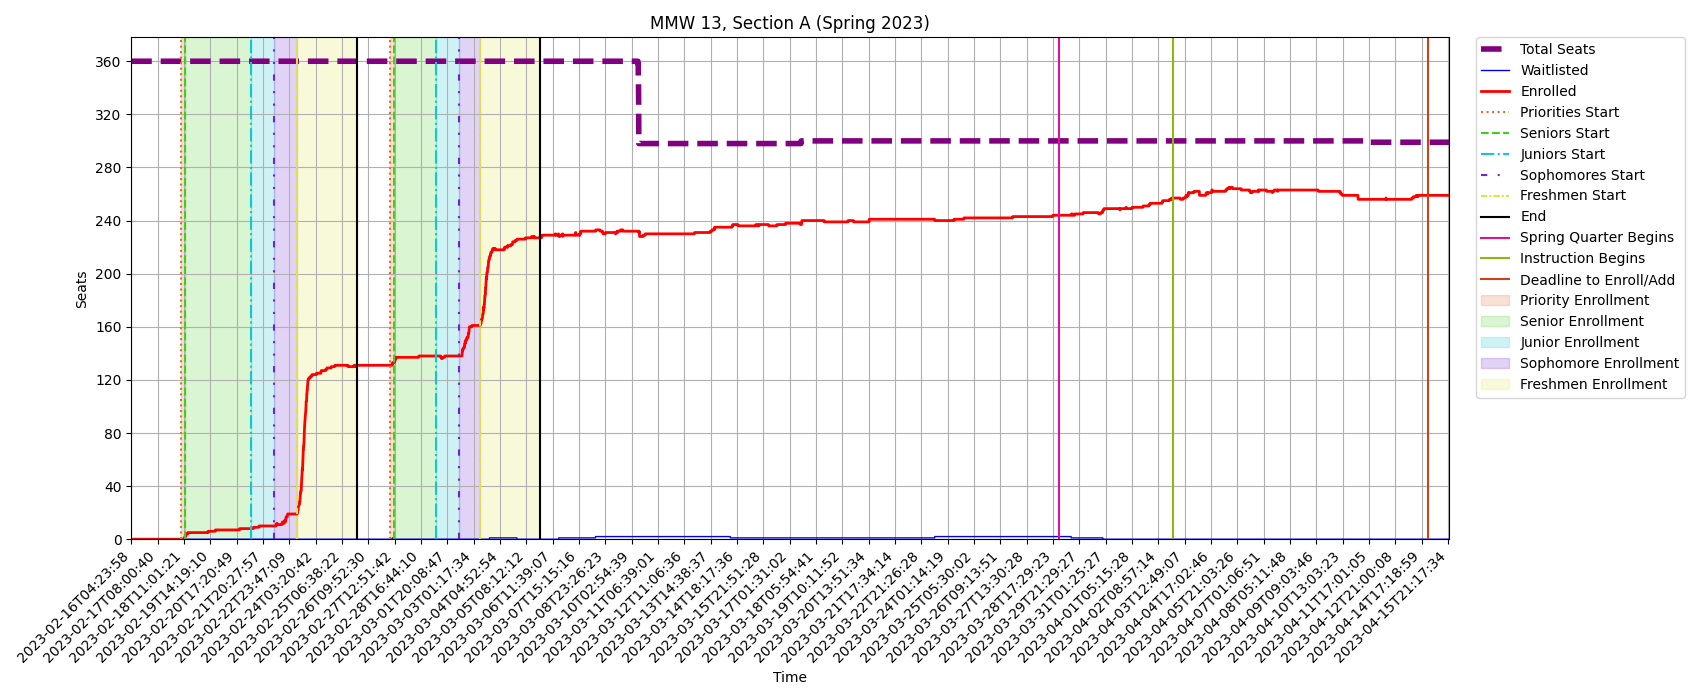 MMW 13, Section A (Spring 2023)
Seats
360
320
280
240
200
160
120
80
40
0
2023-02-16T04:23:58
2023-02-17T08:00:40
2023-02-18T11:01:21
2023-02-19T14:19:10
2023-02-20T17:20:49
2023-02-21T20:27:57
2023-02-22T23:47:09
2023-02-24T03:20:42
2023-02-25T06:38:22
2023-02-26T09:52:30
2023-02-27T12:51:42
2023-02-28T16:44:10
2023-03-01T20:08:47
2023-03-03T01:17:34
2023-03-04T04:52:54
2023-03-05T08:12:12
2023-03-06T11:39:07
2023-03-07T15:15:16
2023-03-08T23:26:23
2023-03-10T02:54:39
2023-03-11T06:39:01
2023-03-12T11:06:36
2023-03-13T14:38:37
2023-03-14T18:17:36
2023-03-15T21:51:28
2023-03-17T01:31:02
2023-03-18T05:54:41
2023-03-19T10:11:52
2023-03-20T13:51:34
2023-03-21T17:34:14
2023-03-22T21:26:28
2023-03-24T01:14:19
2023-03-25T05:30:02
2023-03-26T09:13:51
2023-03-27T13:30:28
2023-03-28T17:29:23
2023-03-29T21:29:27
2023-03-31T01:25:27
2023-04-01T05:15:28
2023-04-02T08:57:14
2023-04-03T12:49:07
2023-04-04T17:02:46
2023-04-05T21:03:26
2023-04-07T01:06:51
2023-04-08T05:11:48
2023-04-09T09:03:46
2023-04-10T13:03:23
2023-04-11T17:01:05
2023-04-12T21:00:08
2023-04-14T17:18:59
2023-04-15T21:17:34
Time
Total Seats
Waitlisted
Enrolled
Priorities Start
Seniors Start
Juniors Start
Sophomores Start
Freshmen Start
End
Spring Quarter Begins
Instruction Begins
Deadline to Enroll/Add
Priority Enrollment
Senior Enrollment
Junior Enrollment
Sophomore Enrollment
Freshmen Enrollment